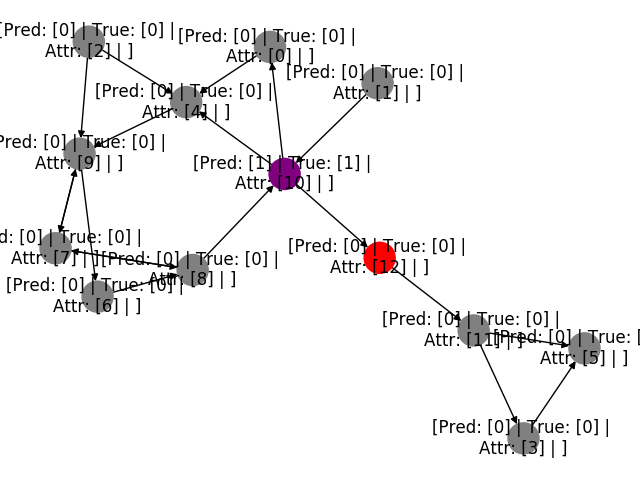 [Pred: [0] | True: [0] |
Attr: [2] | ]
[Pred: [0] | True: [0] |
Attr: [0] | ]
[Pred: [0] | True: [0] |
Attr: [1] | ]
[Pred: [0] | True: [0] |
Attr: [4] | ]
Pred: [0] | True: [0] |
Attr: [9] | ]
[Pred: [1] | True: [1] |
Attr: [10] | ]
d: [0] | True: [0] |
Attr: [7] | ]
[Pred: [0] | True: [0] |
Attr: [8] | ]
[Pred: [0] | True: [0] |
Attr: [6] | ]
[Pred: [0] | True: [0] |
Attr: [12] | ]
[Pred: [0] | True: [0] |
Attr: [11] | ]
[Pred: [0] | True: [
Attr: [5] | ]
[Pred: [0] | True: [0] |
Attr: [3] | ]